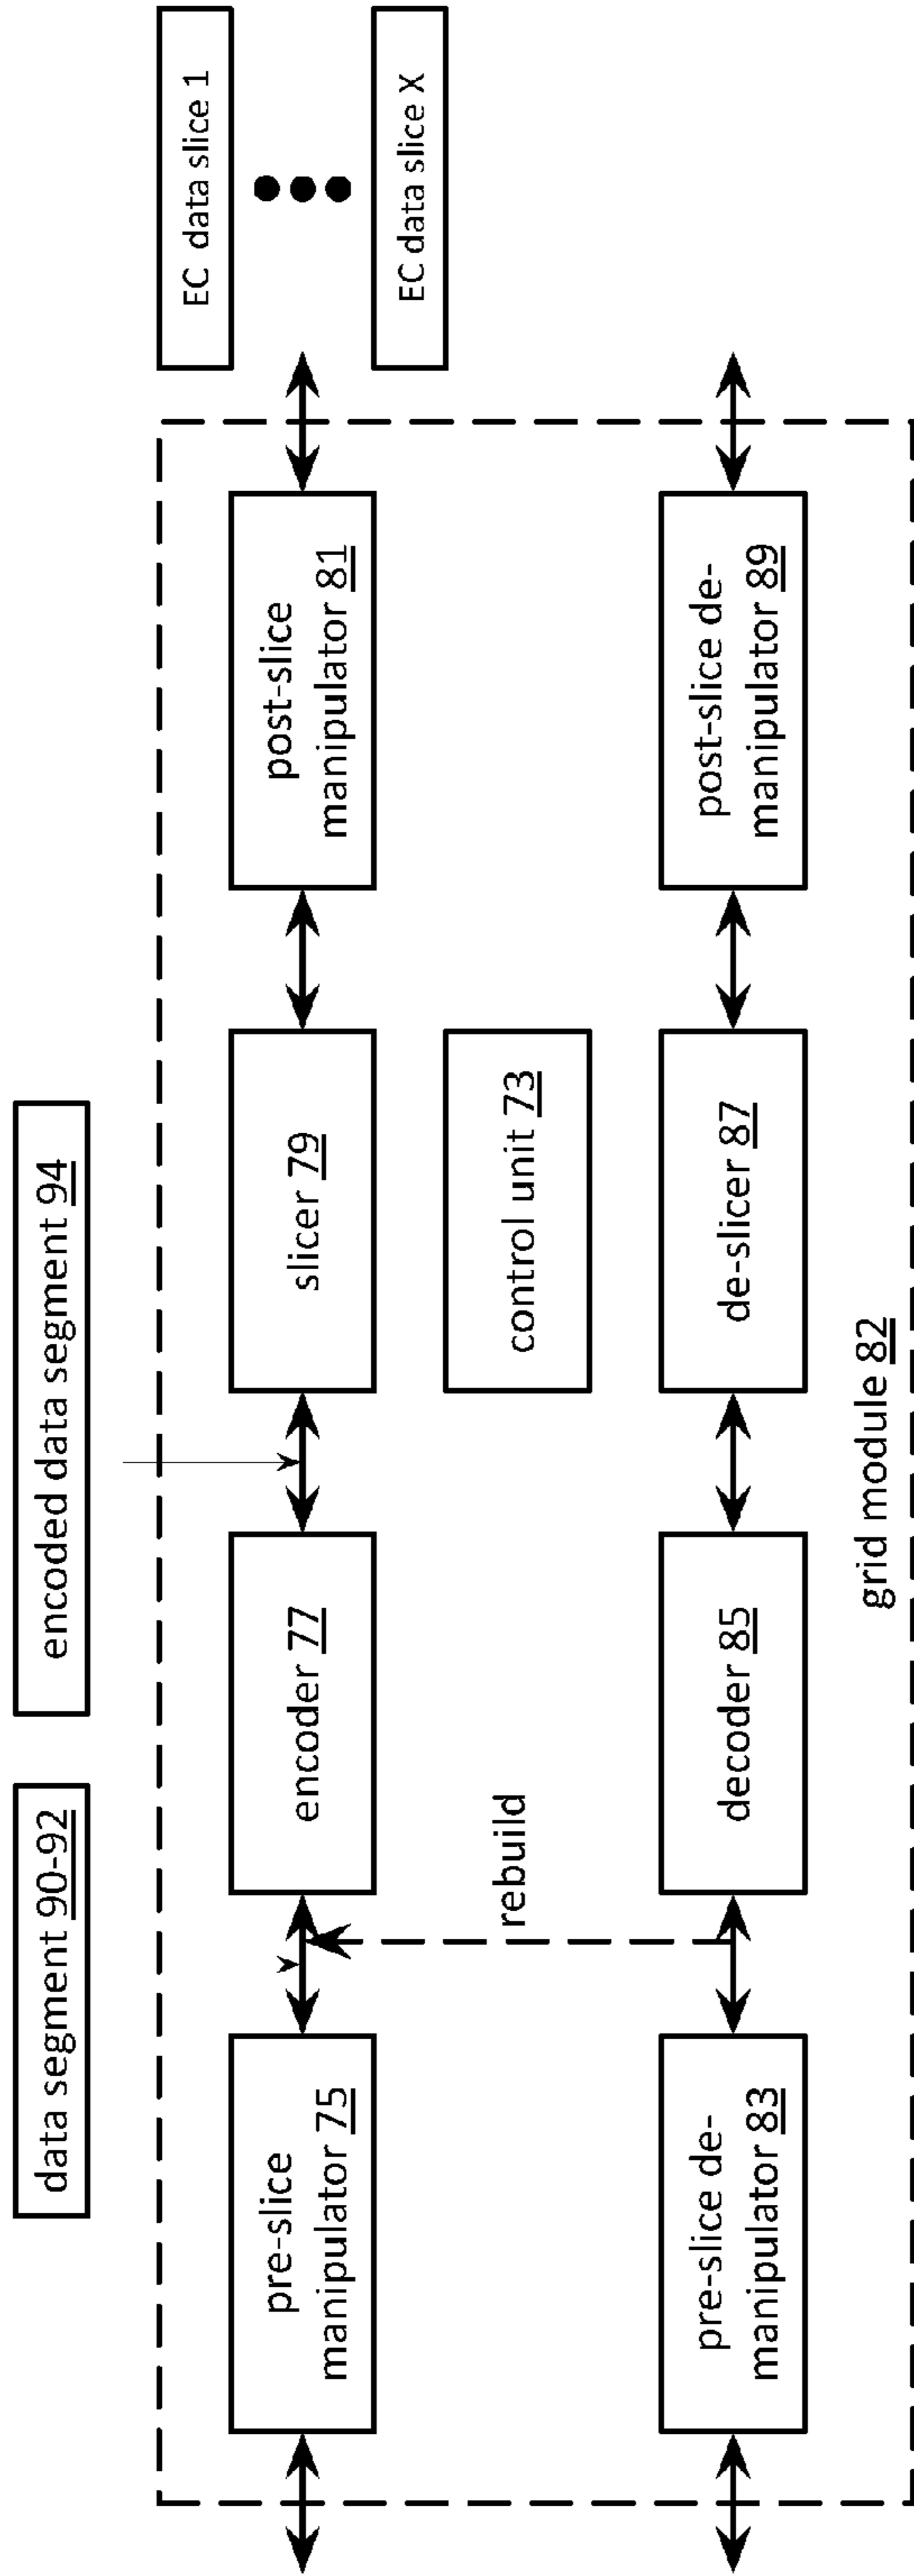 data segment 90-92
encoded data segment 94
EC data slice 1
EC data slice X
pre-slice
manipulator 75
encoder 77
slicer 79
post-slice
manipulator 81
rebuild
control unit 73
pre-slice de-
manipulator 83
decoder 85
de-slicer 87
post-slice de-
manipulator 89
grid module 82